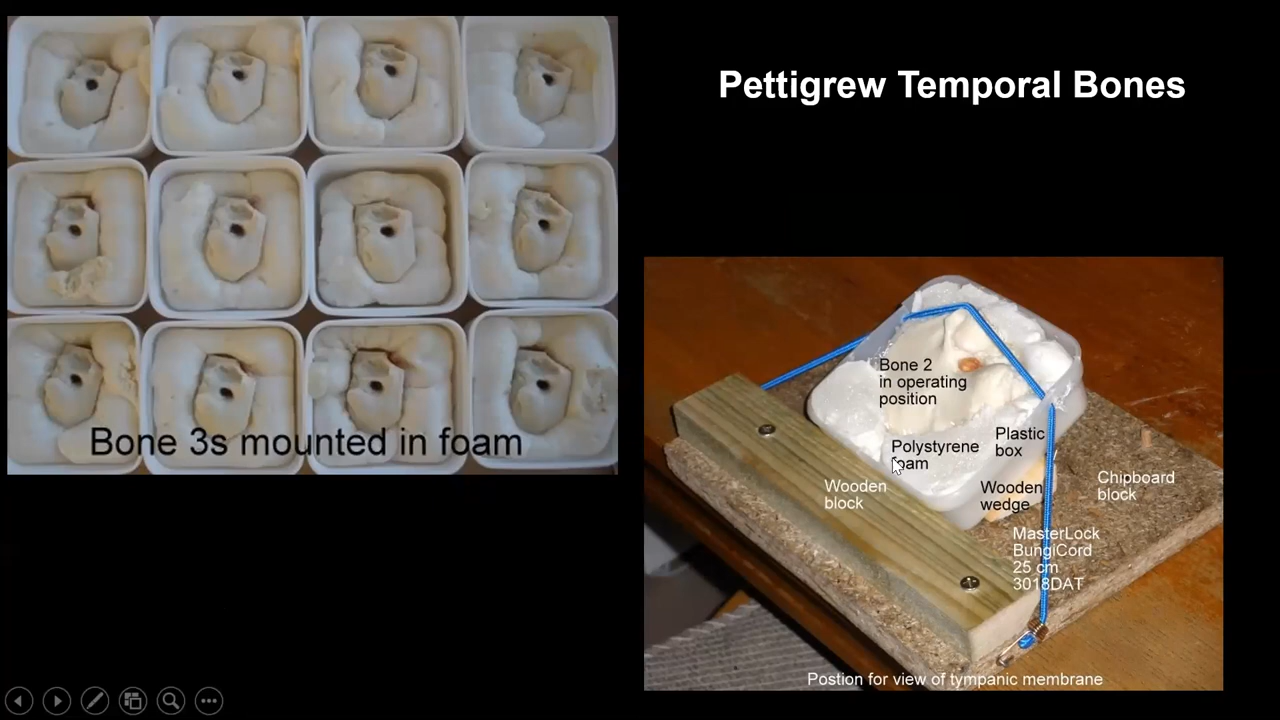 Pettigrew Temporal Bones
Bone 3s mounted in foam
Bone 2
in operating
position
Polystyrene
foam
Plastic
box
Wooden
block
Wooden
wedge
Chipboard
block
MasterLock
BungiCord
25 cm
3018DAT
Postion for view of tympanic membrane